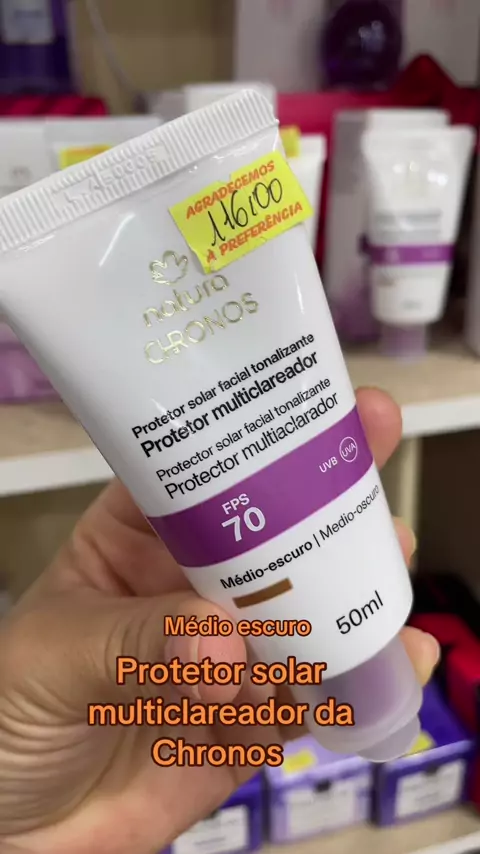 AGRADECEMOS
116,00
A PREFERÊNCIA
natura
CHRONOS
Protetor solar facial tonalizante
Protetor multiclareador
Protector solar facial tonalizante
Protector multiaclarador
FPS
70
UVB UVA
Médio-escuro | Medio-oscuro
50ml
Médio escuro
Protetor solar
multiclareador da
Chronos